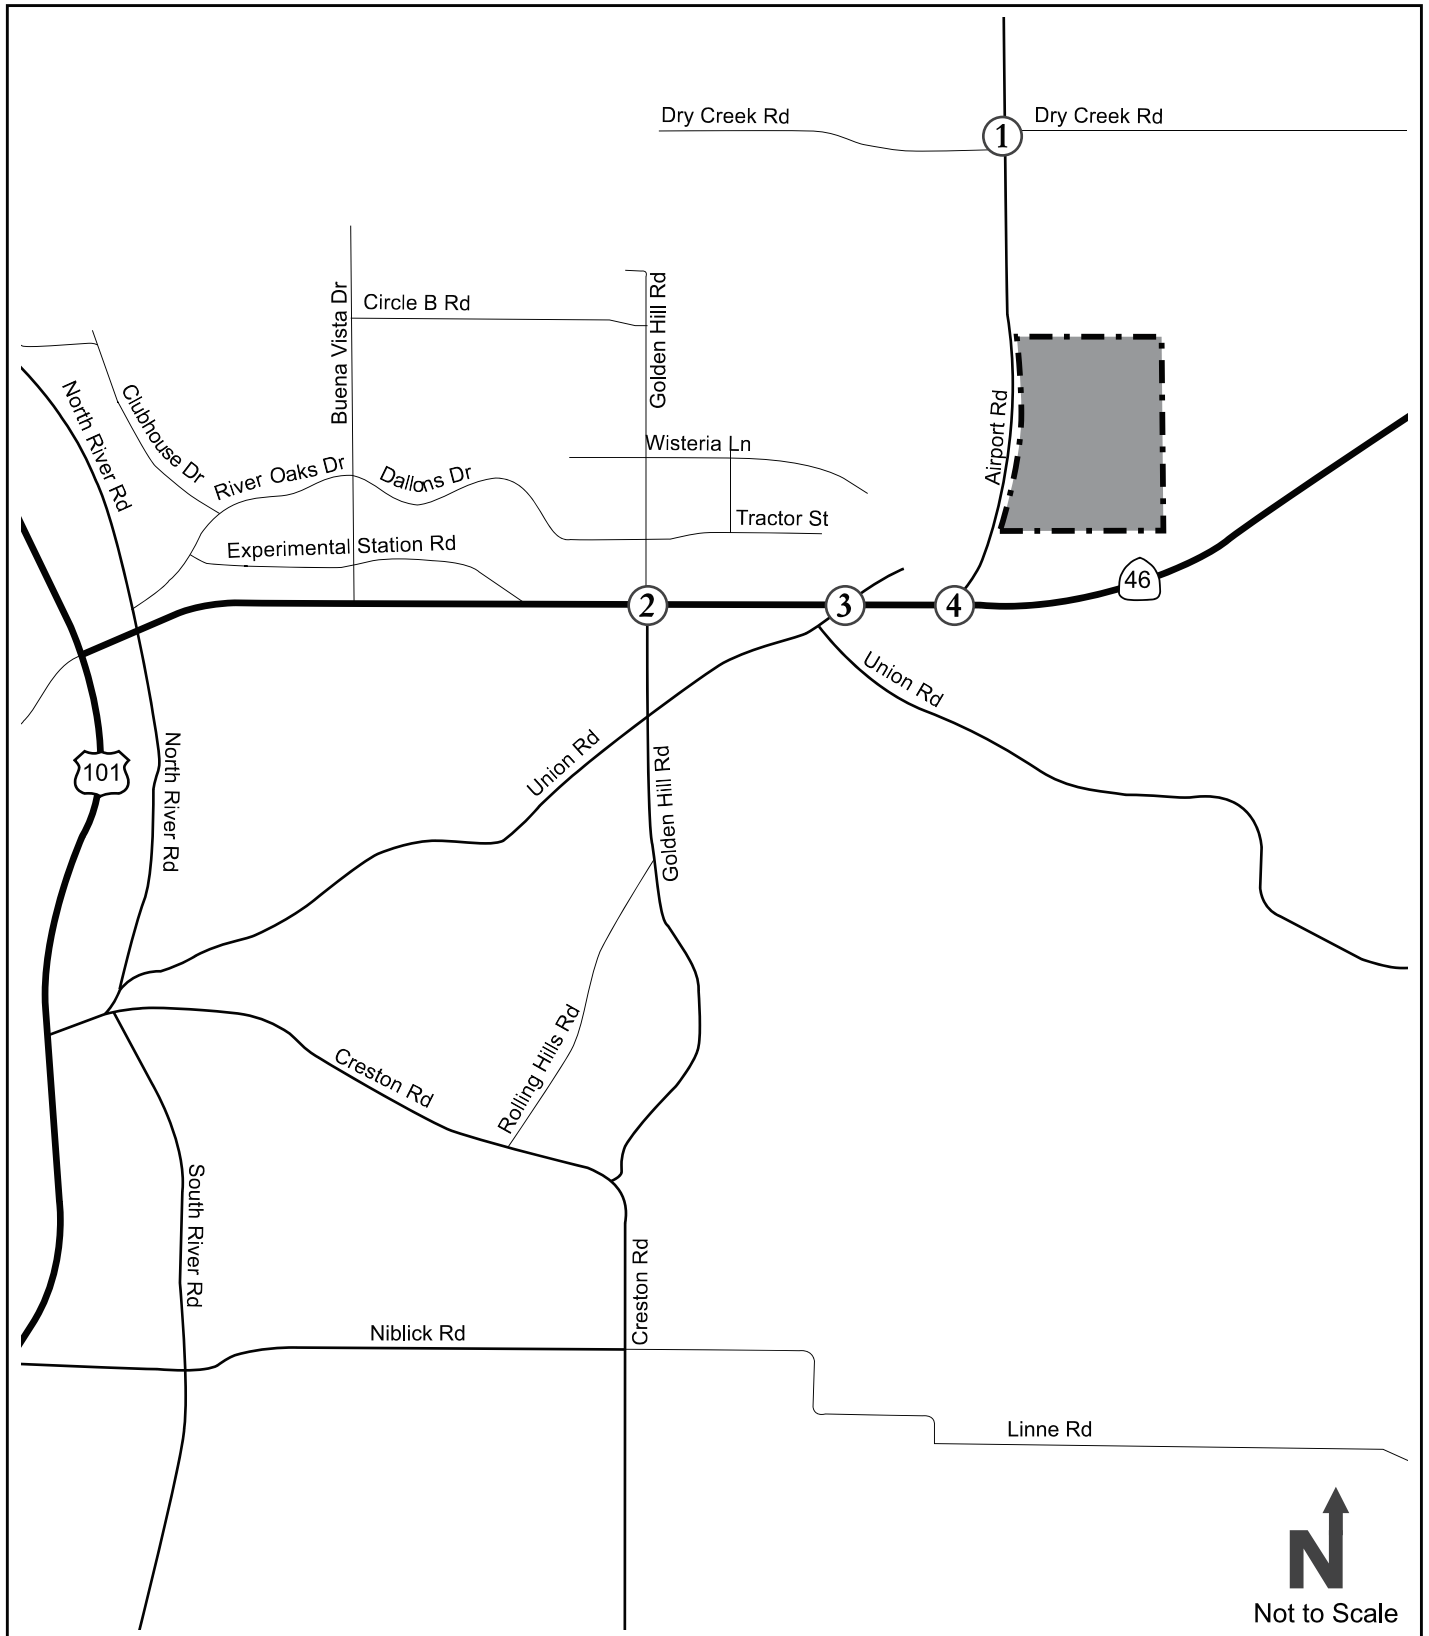 Dry Creek Rd
Dry Creek Rd
1
Buena Vista Dr
Circle B Rd
Golden Hill Rd
North River Rd
Clubhouse Dr
River Oaks Dr
Dallons Dr
Wisteria Ln
Airport Rd
Tractor St
Experimental Station Rd
46
2
3
4
Union Rd
Union Rd
101
North River Rd
Golden Hill Rd
Rolling Hills Rd
Creston Rd
South River Rd
Creston Rd
Niblick Rd
Linne Rd
N
Not to Scale